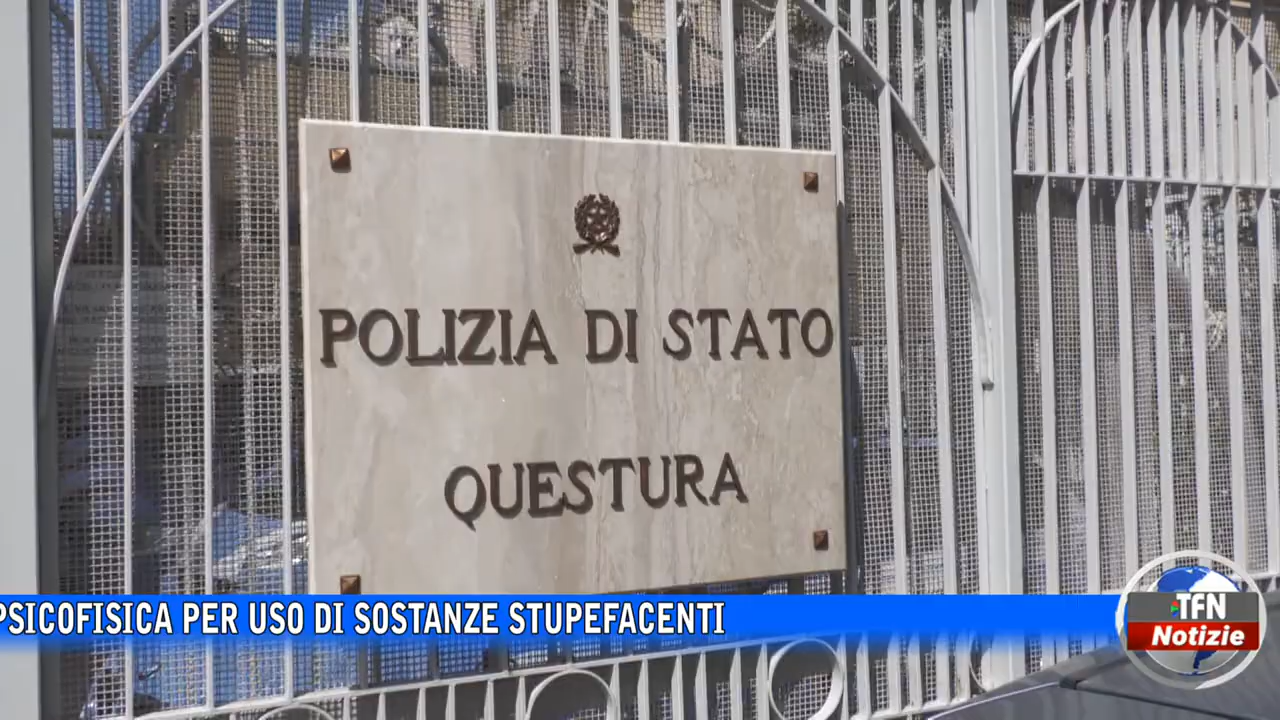 POLIZIA DI STATO
QUESTURA
PSICOFISICA PER USO DI SOSTANZE STUPEFACENTI
TFN
Notizie